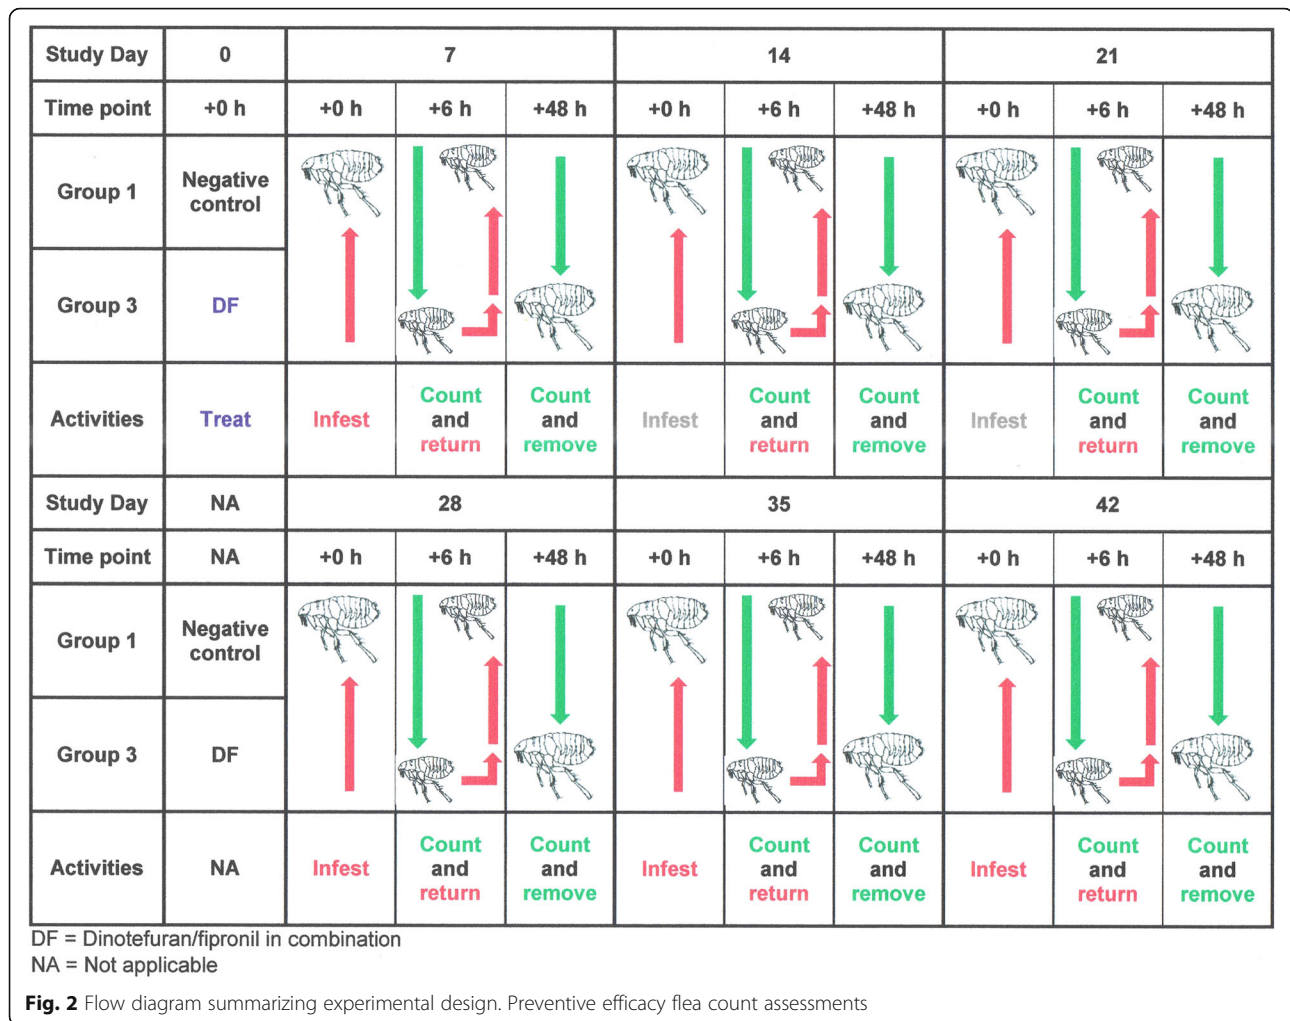 Study Day 0 7 14 21
Time point +0 h +0 h +6 h +48 h +0 h +6 h +48 h +0 h +6 h +48 h
Group 1 Negative control
Group 3 DF
Activities Treat Infest Count and return Count and remove Infest Count and return Count and remove Infest Count and return Count and remove
Study Day NA 28 35 42
Time point NA +0 h +6 h +48 h +0 h +6 h +48 h +0 h +6 h +48 h
Group 1 Negative control
Group 3 DF
Activities NA Infest Count and return Count and remove Infest Count and return Count and remove Infest Count and return Count and remove
DF = Dinotefuran/fipronil in combination
NA = Not applicable
Fig. 2 Flow diagram summarizing experimental design. Preventive efficacy flea count assessments